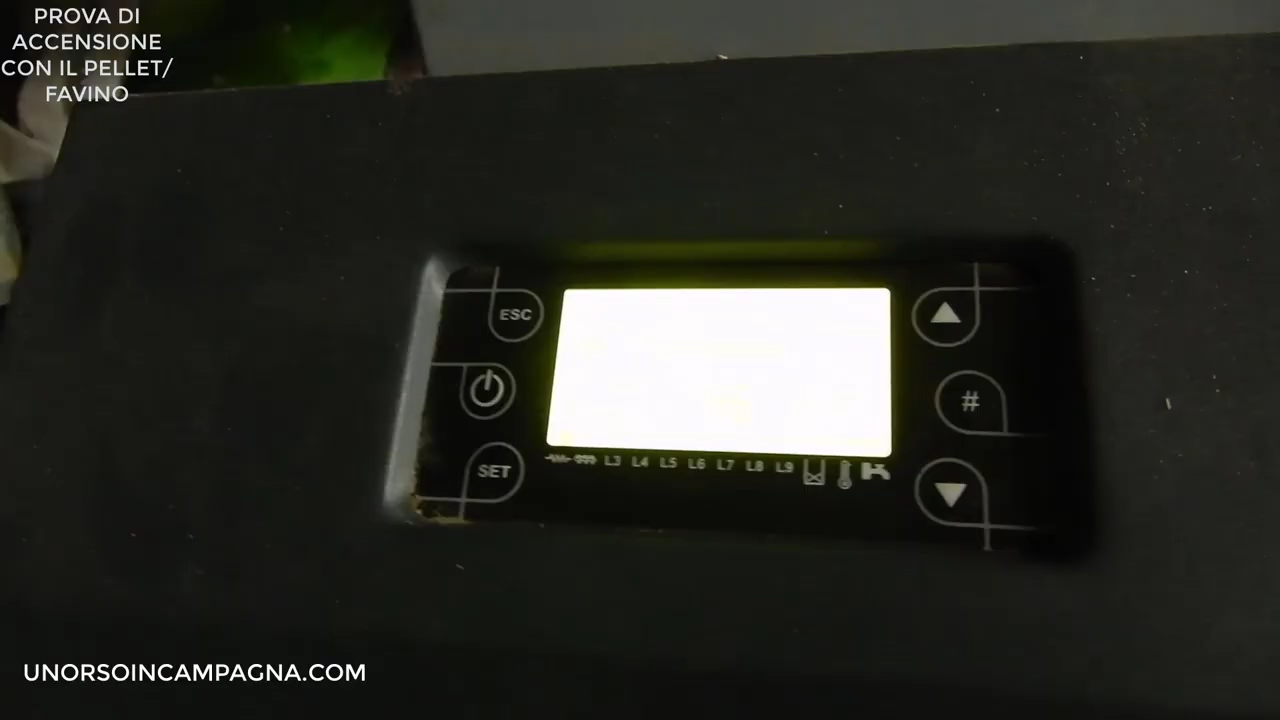 PROVA DI
ACCENSIONE
CON IL PELLET/
FAVINO
ESC
SET
#
L3 L4 L5 L6 L7 L8 L9
UNORSOINCAMPAGNA.COM